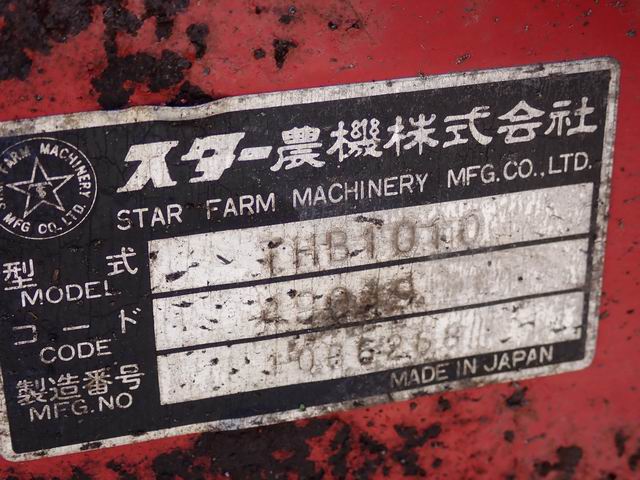 STAR FARM MACHINERY MFG CO., LTD.
スター農機株式会社
STAR FARM MACHINERY MFG.CO.,LTD.
型式 THB1010
MODEL
コード
CODE
製造番号
MFG.NO
MADE IN JAPAN